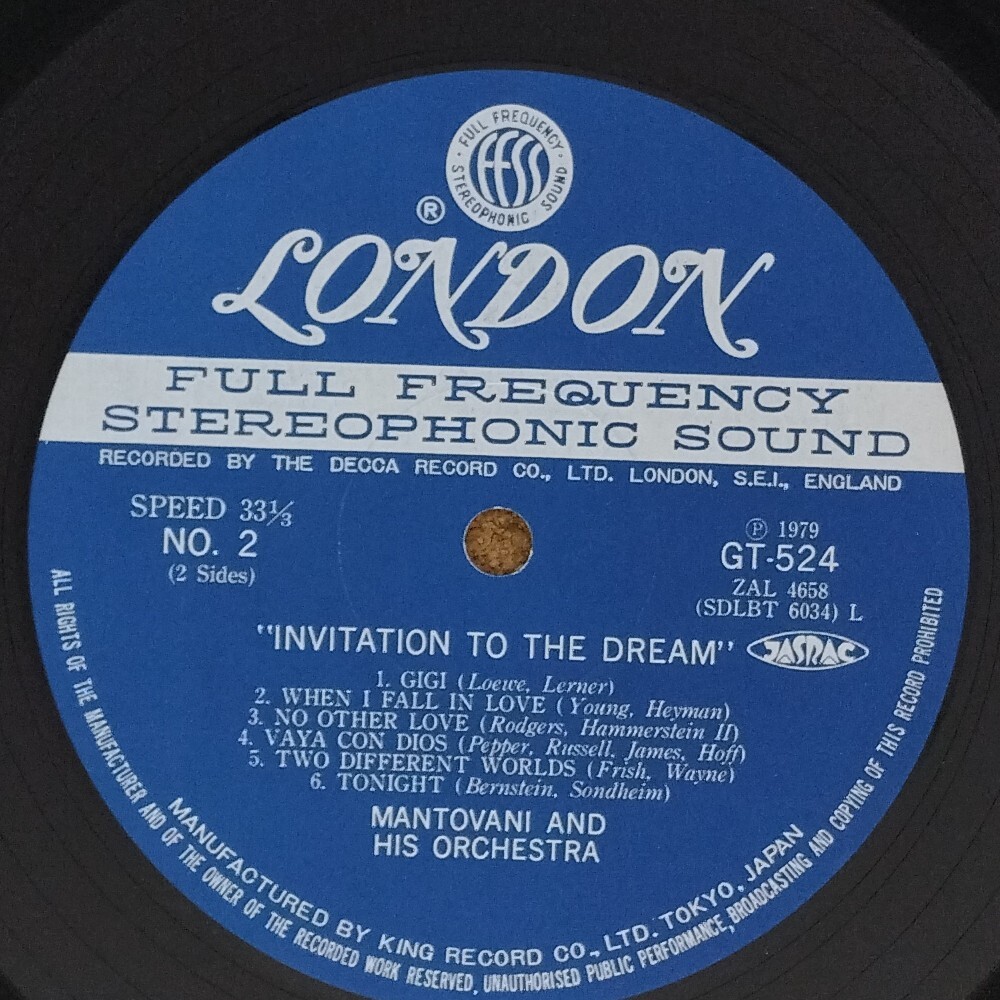 FULL FREQUENCY
ffss
STEREOPHONIC SOUND
®
LONDON
FULL FREQUENCY
STEREOPHONIC SOUND
RECORDED BY THE DECCA RECORD CO., LTD. LONDON, S.E.I., ENGLAND
SPEED 33⅓
NO. 2
(2 Sides)
℗ 1979
GT-524
ZAL 4658
(SDLBT 6034) L
"INVITATION TO THE DREAM"
JASRAC
1. GIGI (Loewe, Lerner)
2. WHEN I FALL IN LOVE (Young, Heyman)
3. NO OTHER LOVE (Rodgers, Hammerstein II)
4. VAYA CON DIOS (Pepper, Russell, James, Hoff)
5. TWO DIFFERENT WORLDS (Frish, Wayne)
6. TONIGHT (Bernstein, Sondheim)
MANTOVANI AND
HIS ORCHESTRA
MANUFACTURED BY KING RECORD CO., LTD. TOKYO, JAPAN
ALL RIGHTS OF THE MANUFACTURER AND OF THE OWNER OF THE RECORDED WORK RESERVED, UNAUTHORISED PUBLIC PERFORMANCE, BROADCASTING AND COPYING OF THIS RECORD PROHIBITED